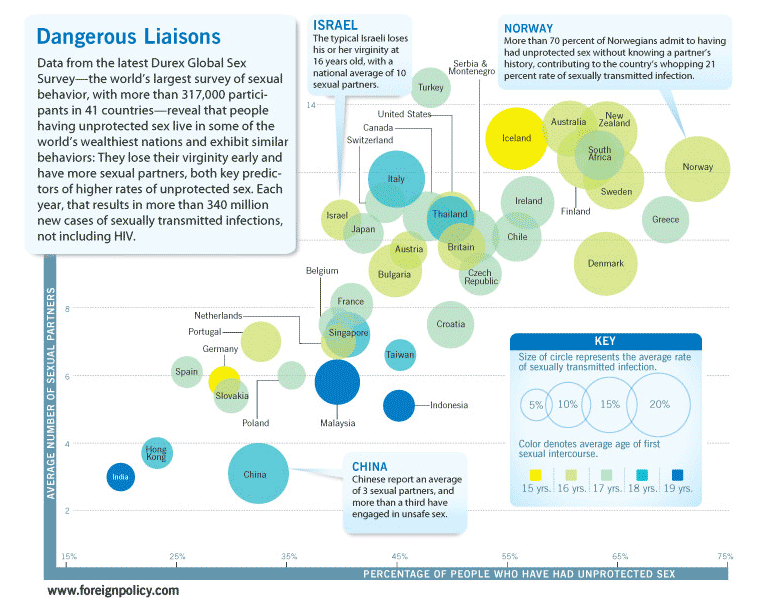 Dangerous Liaisons
Data from the latest Durex Global Sex
Survey—the world's largest survey of sexual
behavior, with more than 317,000 partici-
pants in 41 countries—reveal that people
having unprotected sex live in some of the
world's wealthiest nations and exhibit similar
behaviors: They lose their virginity early and
have more sexual partners, both key predic-
tors of higher rates of unprotected sex. Each
year, that results in more than 340 million
new cases of sexually transmitted infections,
not including HIV.
ISRAEL
The typical Israeli loses
his or her virginity at
16 years old, with a
national average of 10
sexual partners.
NORWAY
More than 70 percent of Norwegians admit to having
had unprotected sex without knowing a partner's
history, contributing to the country's whopping 21
percent rate of sexually transmitted infection.
Serbia &
Montenegro
Turkey
14
United States
Canada
Switzerland
Iceland
Australia
New
Zealand
South
Africa
Norway
Italy
Sweden
Ireland
Finland
Israel
Thailand
Japan
Greece
Chile
Austria
Britain
Bulgaria
Czech
Republic
Denmark
Belgium
France
8
Netherlands
Croatia
Portugal
Singapore
Germany
Taiwan
Spain
6
Slovakia
Poland
Malaysia
Indonesia
4
Hong
Kong
India
China
2
CHINA
Chinese report an average
of 3 sexual partners, and
more than a third have
engaged in unsafe sex.
KEY
Size of circle represents the average rate
of sexually transmitted infection.
5% 10% 15% 20%
Color denotes average age of first
sexual intercourse.
15 yrs. 16 yrs. 17 yrs. 18 yrs. 19 yrs.
AVERAGE NUMBER OF SEXUAL PARTNERS
15% 25% 35% 45% 55% 65% 75%
PERCENTAGE OF PEOPLE WHO HAVE HAD UNPROTECTED SEX
www.foreignpolicy.com